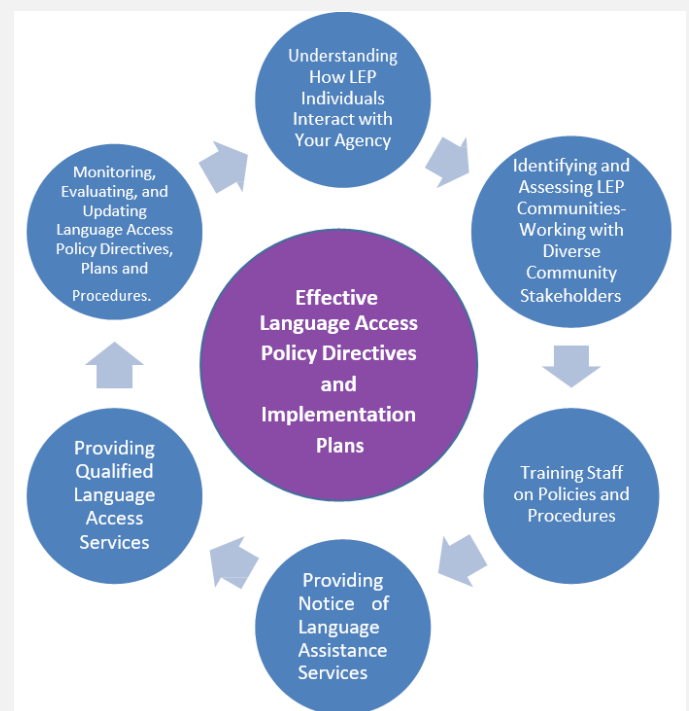 Understanding
How LEP
Individuals
Interact with
Your Agency
Identifying and
Assessing LEP
Communities-
Working with
Diverse
Community
Stakeholders
Training Staff
on Policies and
Procedures
Providing
Notice of
Language
Assistance
Services
Providing
Qualified
Language
Access
Services
Monitoring,
Evaluating, and
Updating
Language Access
Policy Directives,
Plans and
Procedures.
Effective
Language Access
Policy Directives
and
Implementation
Plans